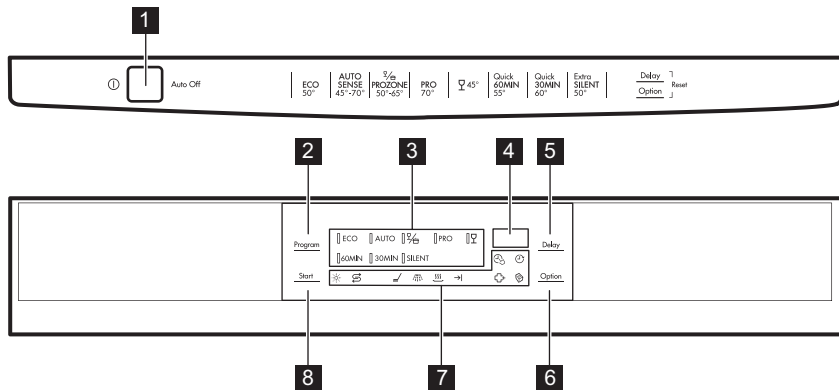 1
Auto Off
ECO
50°
AUTO
SENSE
45°-70°
PROZONE
50°-65°
PRO
70°
45°
Quick
60MIN
55°
Quick
30MIN
60°
Extra
SILENT
50°
Delay
Option
Reset
2
3
4
5
Program
ECO
AUTO
PRO
Delay
60MIN
30MIN
SILENT
Start
Option
8
7
6